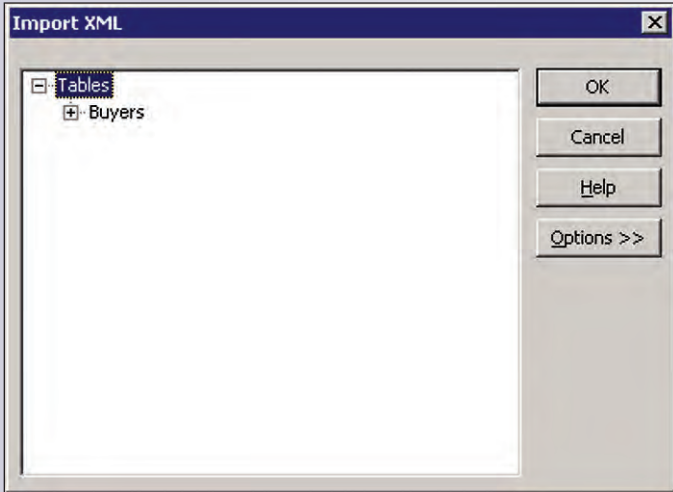 Import XML
Tables
Buyers
OK
Cancel
Help
Options >>